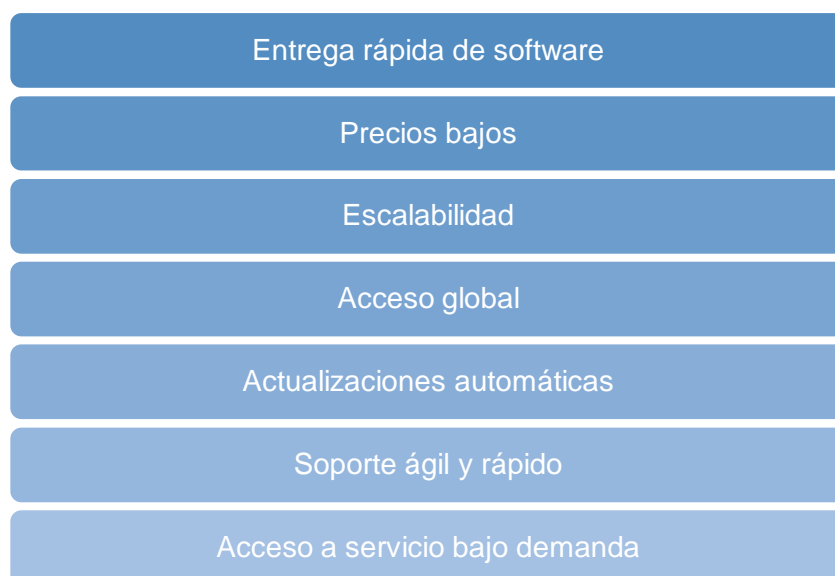 Entrega rápida de software
Precios bajos
Escalabilidad
Acceso global
Actualizaciones automáticas
Soporte ágil y rápido
Acceso a servicio bajo demanda